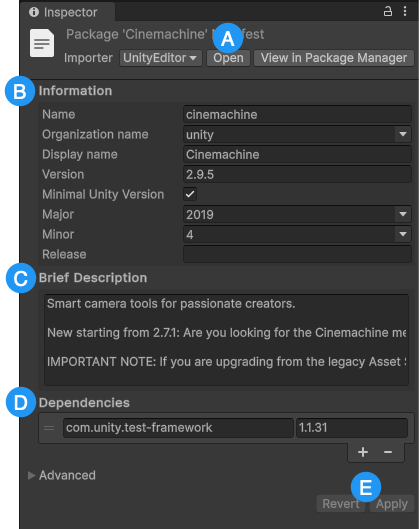 Inspector
Package 'Cinemachine' M fest
A
Importer UnityEditor Open View in Package Manager
B Information
Name cinemachine
Organization name unity
Display name Cinemachine
Version 2.9.5
Minimal Unity Version
Major 2019
Minor 4
Release
C Brief Description
Smart camera tools for passionate creators.
New starting from 2.7.1: Are you looking for the Cinemachine me
IMPORTANT NOTE: If you are upgrading from the legacy Asset S
D Dependencies
com.unity.test-framework 1.1.31
+ −
Advanced
E
Revert Apply